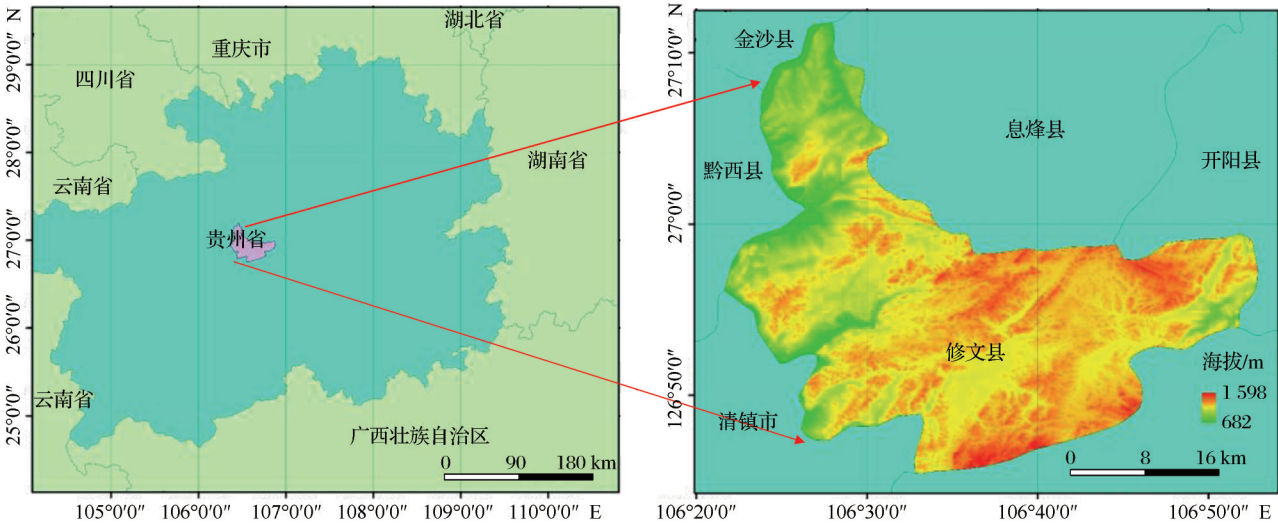 N
29°0′0″
28°0′0″
27°0′0″
26°0′0″
25°0′0″
湖北省
重庆市
四川省
湖南省
云南省
贵州省
云南省
广西壮族自治区
0 90 180 km
105°0′0″ 106°0′0″ 107°0′0″ 108°0′0″ 109°0′0″ 110°0′0″ E
N
27°10′0″
27°0′0″
126°50′0″
金沙县
息烽县
开阳县
黔西县
修文县
清镇市
海拔/m
1 598
682
0 8 16 km
106°20′0″ 106°30′0″ 106°40′0″ 106°50′0″ E